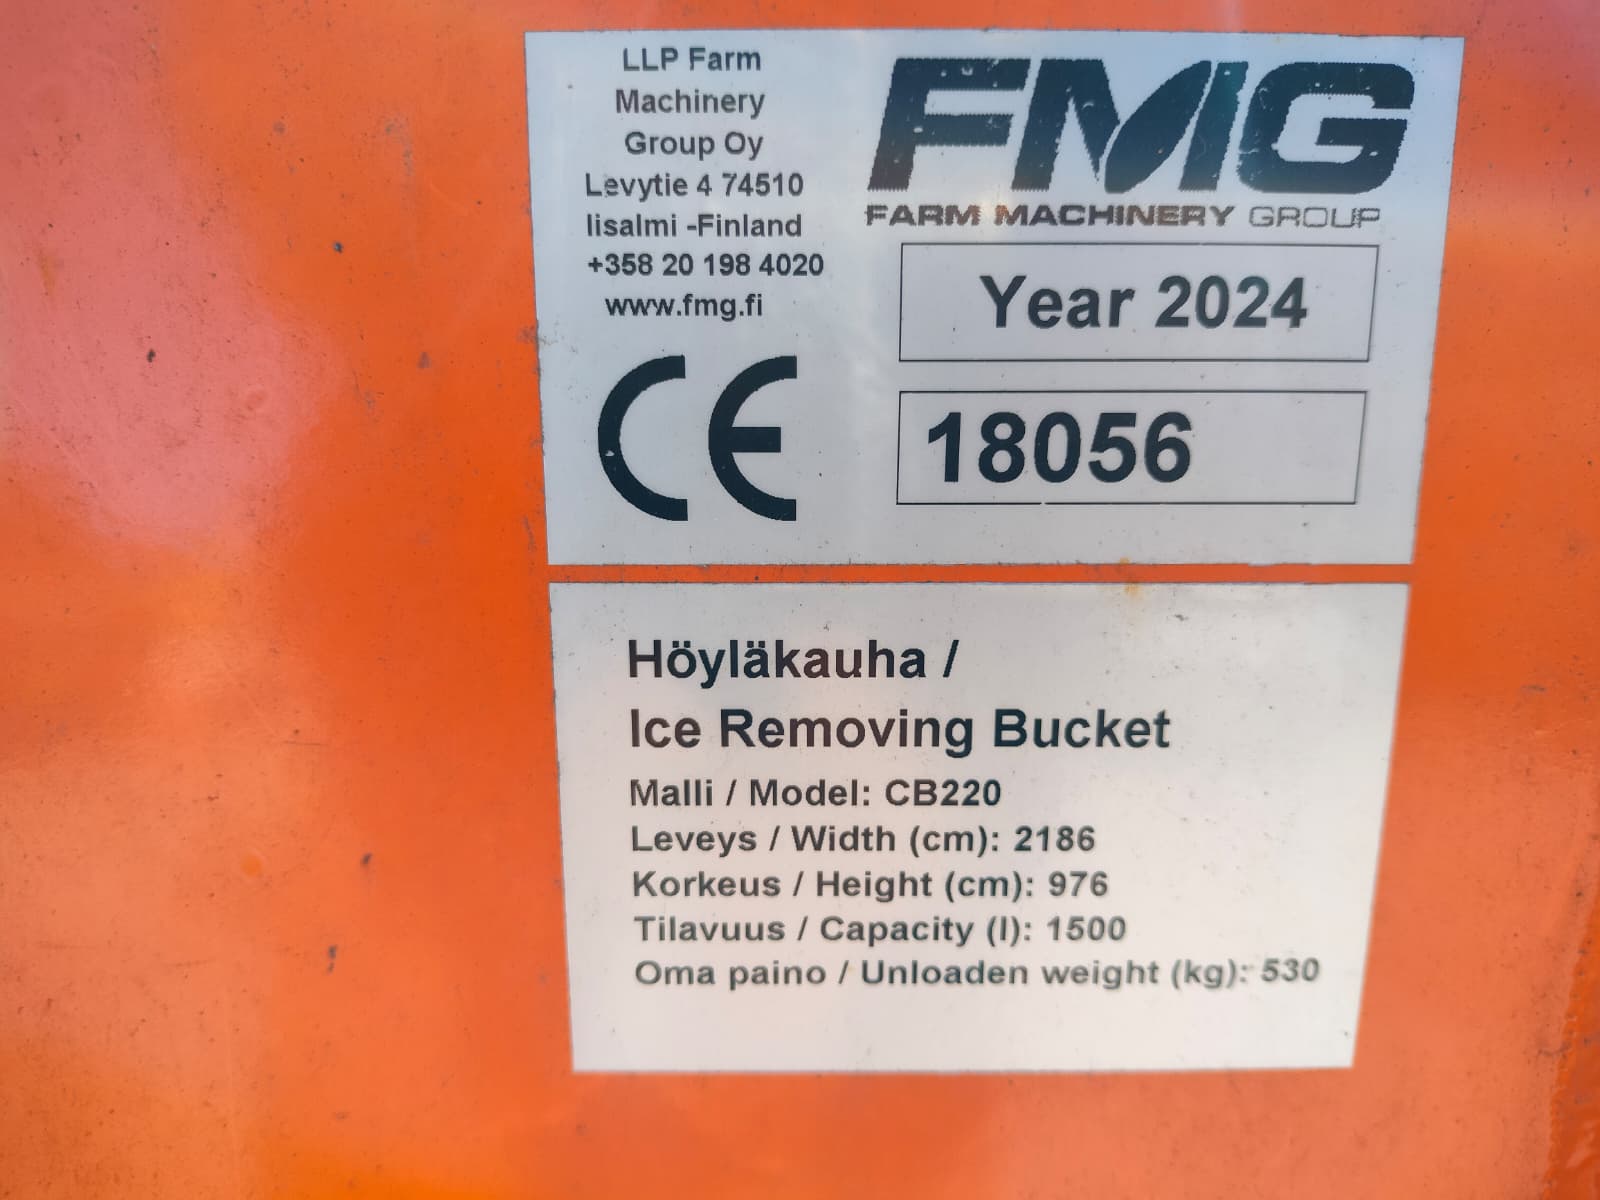 LLP Farm
Machinery
Group Oy
Levytie 4 74510
Iisalmi -Finland
+358 20 198 4020
www.fmg.fi
CE
FMG
FARM MACHINERY GROUP
Year 2024
18056
Höyläkauha /
Ice Removing Bucket
Malli / Model: CB220
Leveys / Width (cm): 2186
Korkeus / Height (cm): 976
Tilavuus / Capacity (l): 1500
Oma paino / Unloaden weight (kg): 530